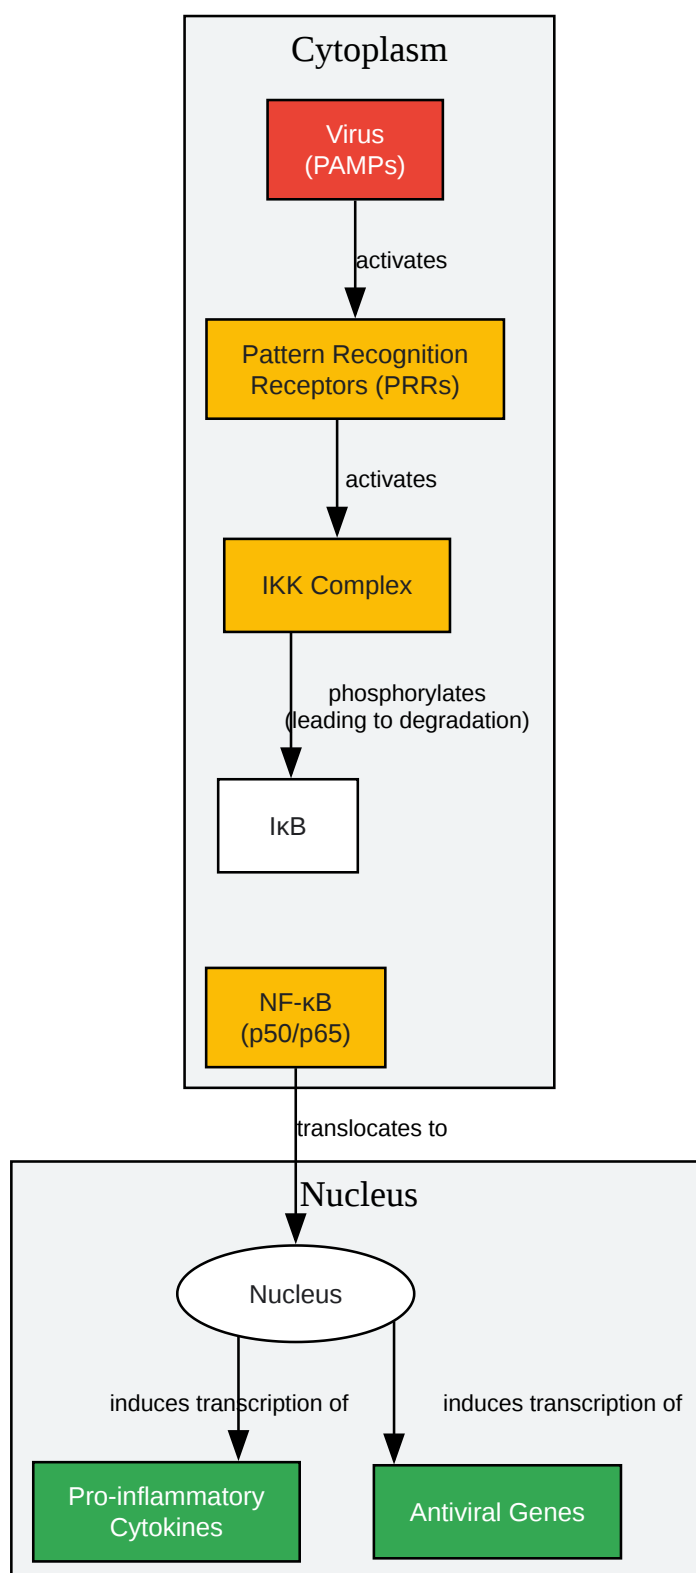 Cytoplasm
Virus
(PAMPs)
activates
Pattern Recognition
Receptors (PRRs)
activates
IKK Complex
phosphorylates
(leading to degradation)
IκB
NF-κB
(p50/p65)
translocates to
Nucleus
Nucleus
induces transcription of
induces transcription of
Pro-inflammatory
Cytokines
Antiviral Genes